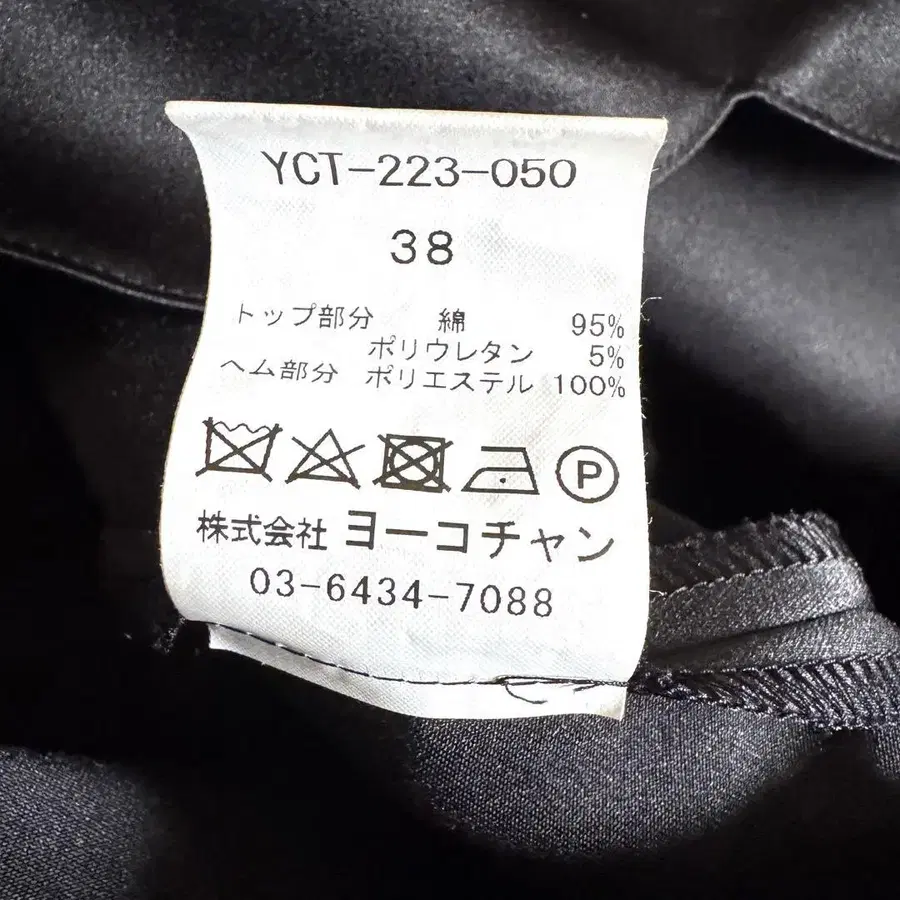 YCT-223-050
38
トップ部分 綿 95%
ポリウレタン 5%
ヘム部分 ポリエステル 100%
P
株式会社 ヨーコチャン
03-6434-7088